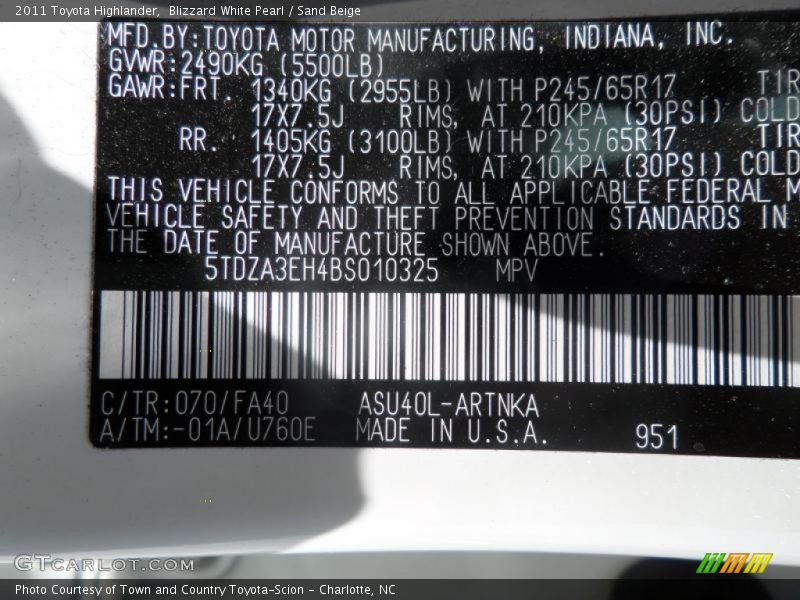 2011 Toyota Highlander, Blizzard White Pearl / Sand Beige
MFD.BY:TOYOTA MOTOR MANUFACTURING, INDIANA, INC.
GVWR:2490KG (5500LB)
GAWR:FRT. 1340KG (2955LB) WITH P245/65R17 TIR
17X7.5J RIMS, AT 210KPA (30PSI) COLD
RR. 1405KG (3100LB) WITH P245/65R17 TIR
17X7.5J RIMS, AT 210KPA (30PSI) COLD
THIS VEHICLE CONFORMS TO ALL APPLICABLE FEDERAL M
VEHICLE SAFETY AND THEFT PREVENTION STANDARDS IN
THE DATE OF MANUFACTURE SHOWN ABOVE.
5TDZA3EH4BS010325 MPV
C/TR:070/FA40 ASU40L-ARTNKA
A/TM:-01A/U760E MADE IN U.S.A. 951
GTCARLOT.COM
Photo Courtesy of Town and Country Toyota-Scion - Charlotte, NC